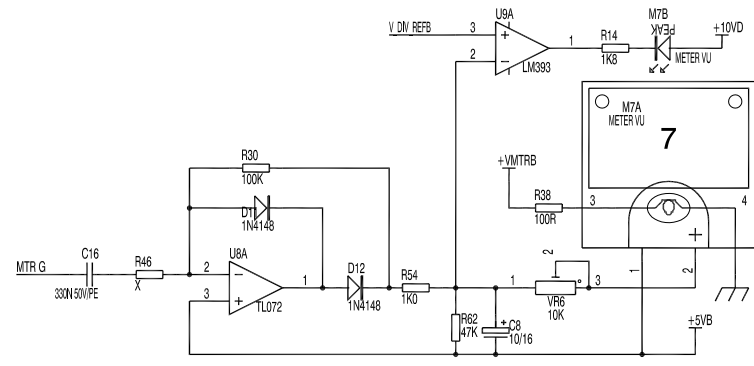 U9A
M7B
PEAK
+10VD
V_DIV_REFB
3
+
2
−
1
LM393
R14
1K8
METER VU
M7A
METER VU
7
+VMTRB
R38
100R
3
4
+
1
2
R30
100K
D11
1N4148
MTR G
C16
330N 50V/PE
R46
X
U8A
2
−
3
+
1
TL072
D12
1N4148
R54
1K0
R62
47K
+
C8
10/16
1
2
3
VR6
10K
+5VB